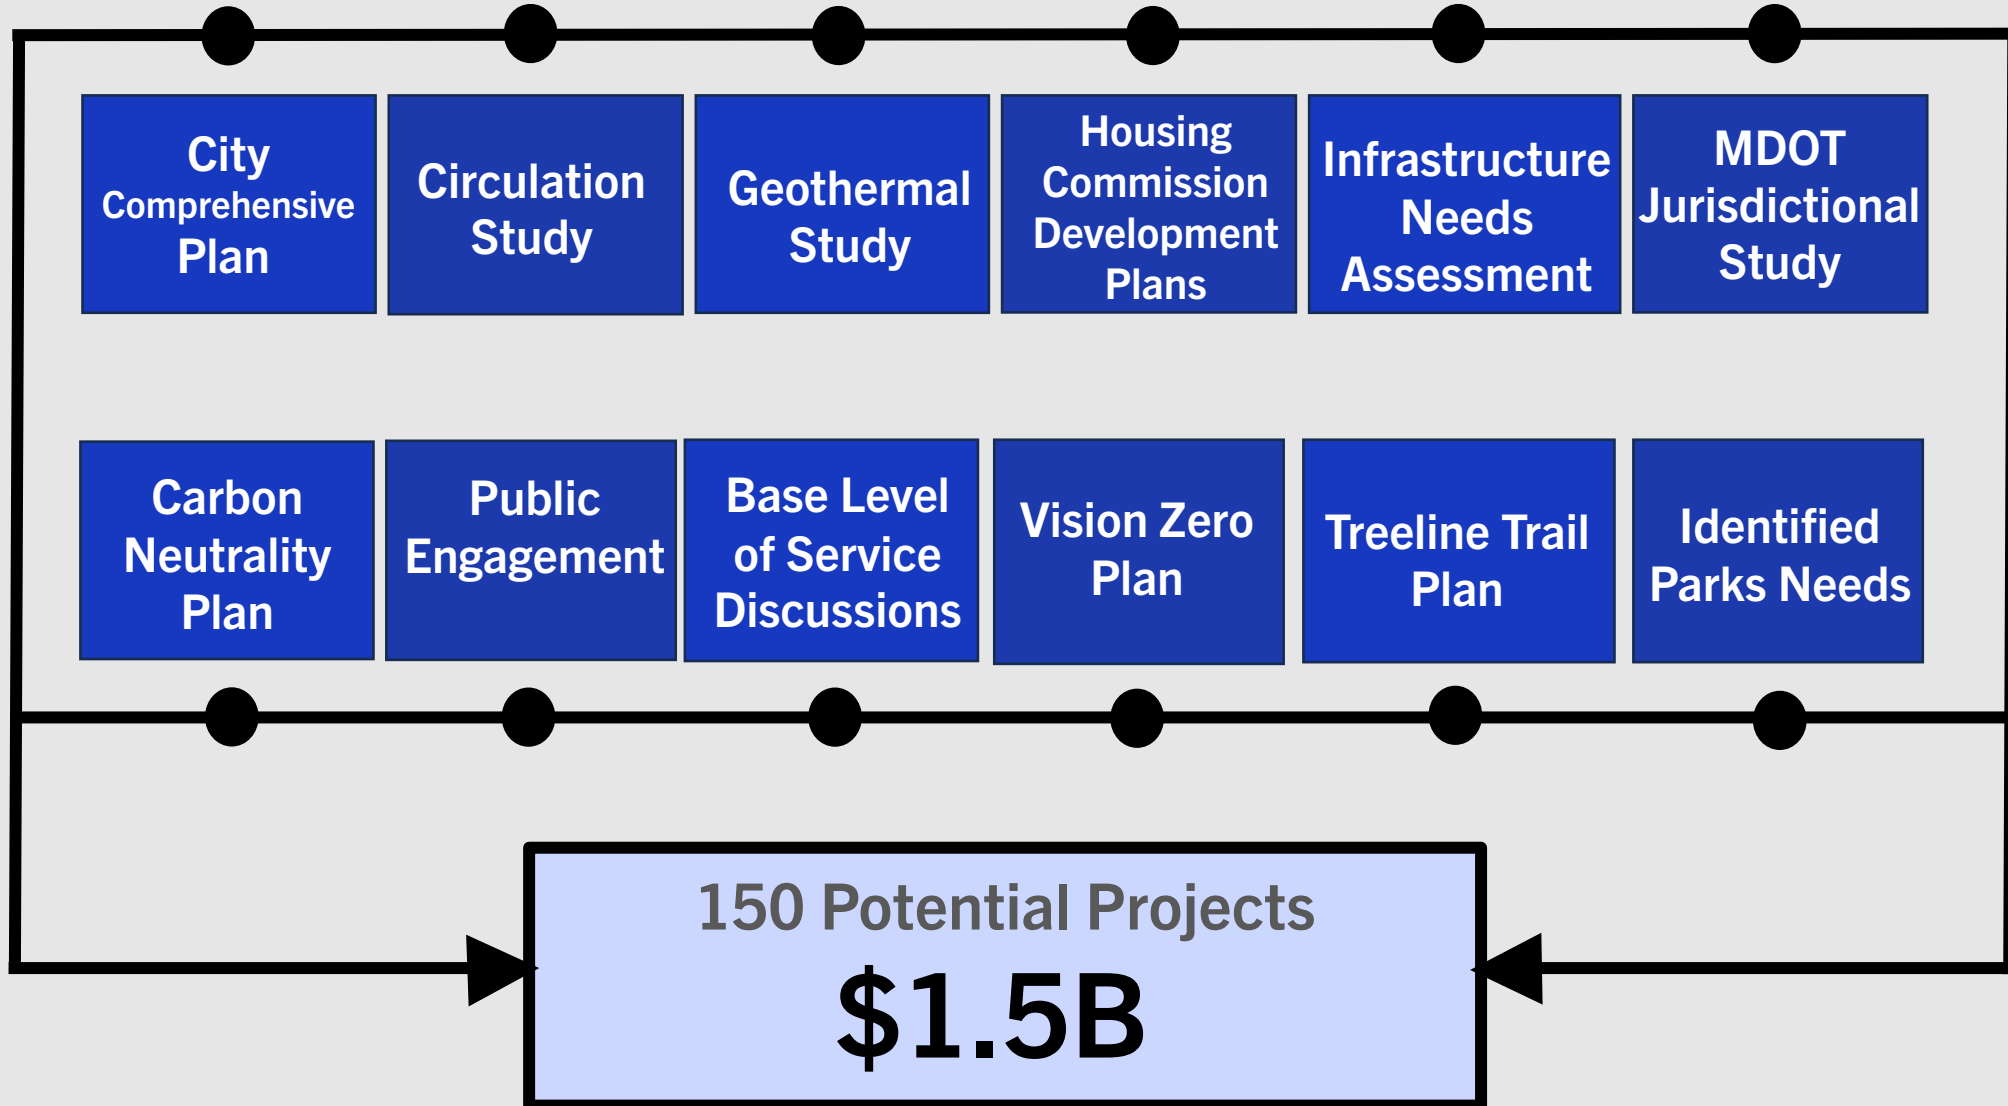 City
Comprehensive
Plan
Circulation
Study
Geothermal
Study
Housing
Commission
Development
Plans
Infrastructure
Needs
Assessment
MDOT
Jurisdictional
Study
Carbon
Neutrality
Plan
Public
Engagement
Base Level
of Service
Discussions
Vision Zero
Plan
Treeline Trail
Plan
Identified
Parks Needs
150 Potential Projects
$1.5B